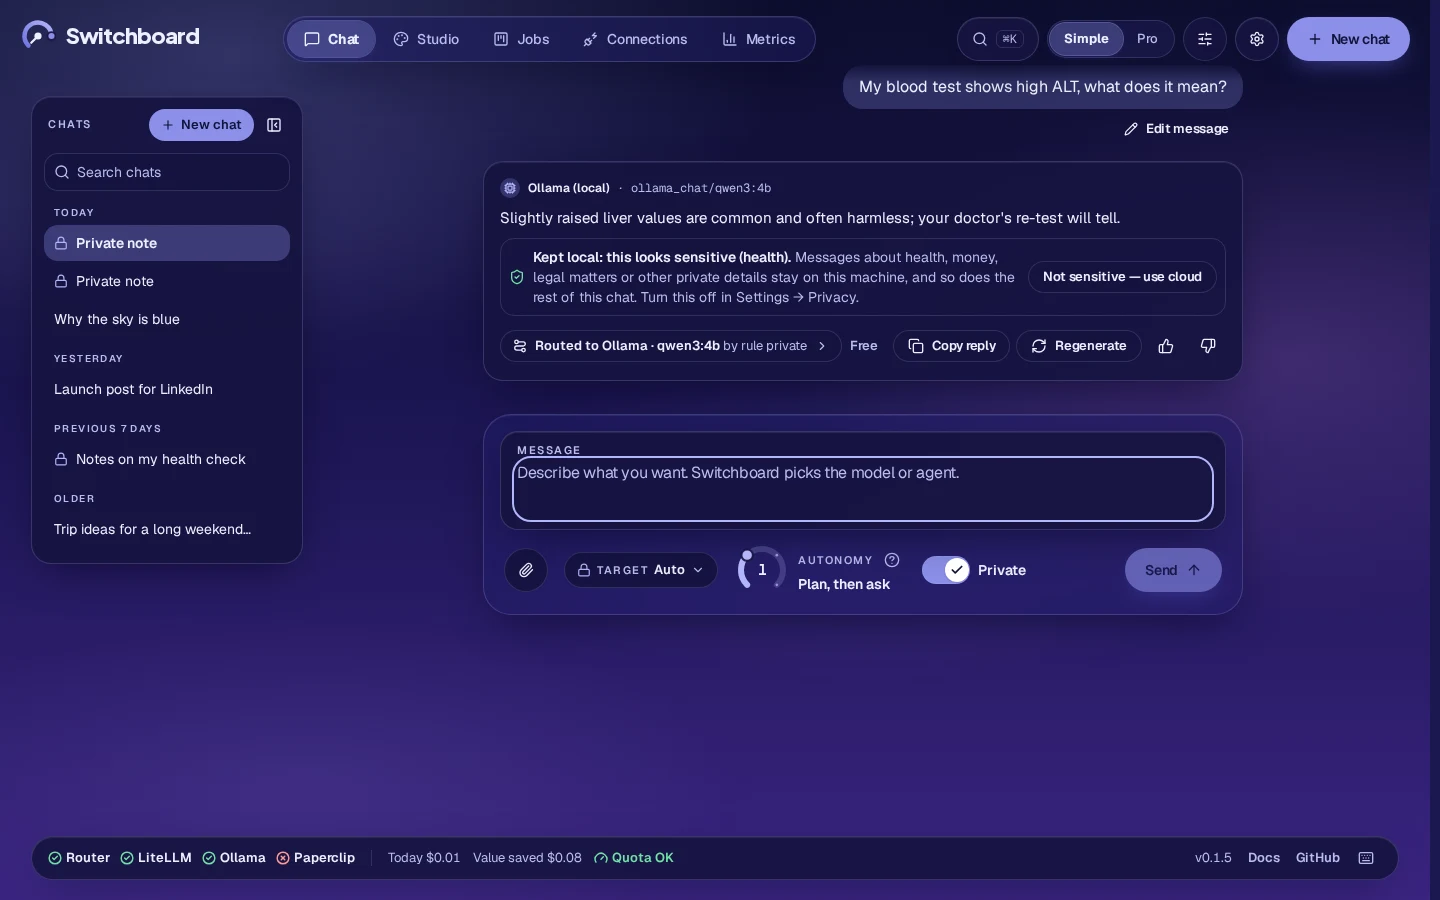 Switchboard
Chat
Studio
Jobs
Connections
Metrics
⌘K
Simple
Pro
New chat
CHATS
New chat
Search chats
TODAY
Private note
Private note
Why the sky is blue
YESTERDAY
Launch post for LinkedIn
PREVIOUS 7 DAYS
Notes on my health check
OLDER
Trip ideas for a long weekend…
My blood test shows high ALT, what does it mean?
Edit message
Ollama (local) · ollama_chat/qwen3:4b
Slightly raised liver values are common and often harmless; your doctor's re-test will tell.
Kept local: this looks sensitive (health). Messages about health, money,
legal matters or other private details stay on this machine, and so does the
rest of this chat. Turn this off in Settings → Privacy.
Not sensitive — use cloud
Routed to Ollama · qwen3:4b by rule private
Free
Copy reply
Regenerate
MESSAGE
Describe what you want. Switchboard picks the model or agent.
TARGET Auto
1
AUTONOMY
Plan, then ask
Private
Send
Router
LiteLLM
Ollama
Paperclip
Today $0.01
Value saved $0.08
Quota OK
v0.1.5
Docs
GitHub